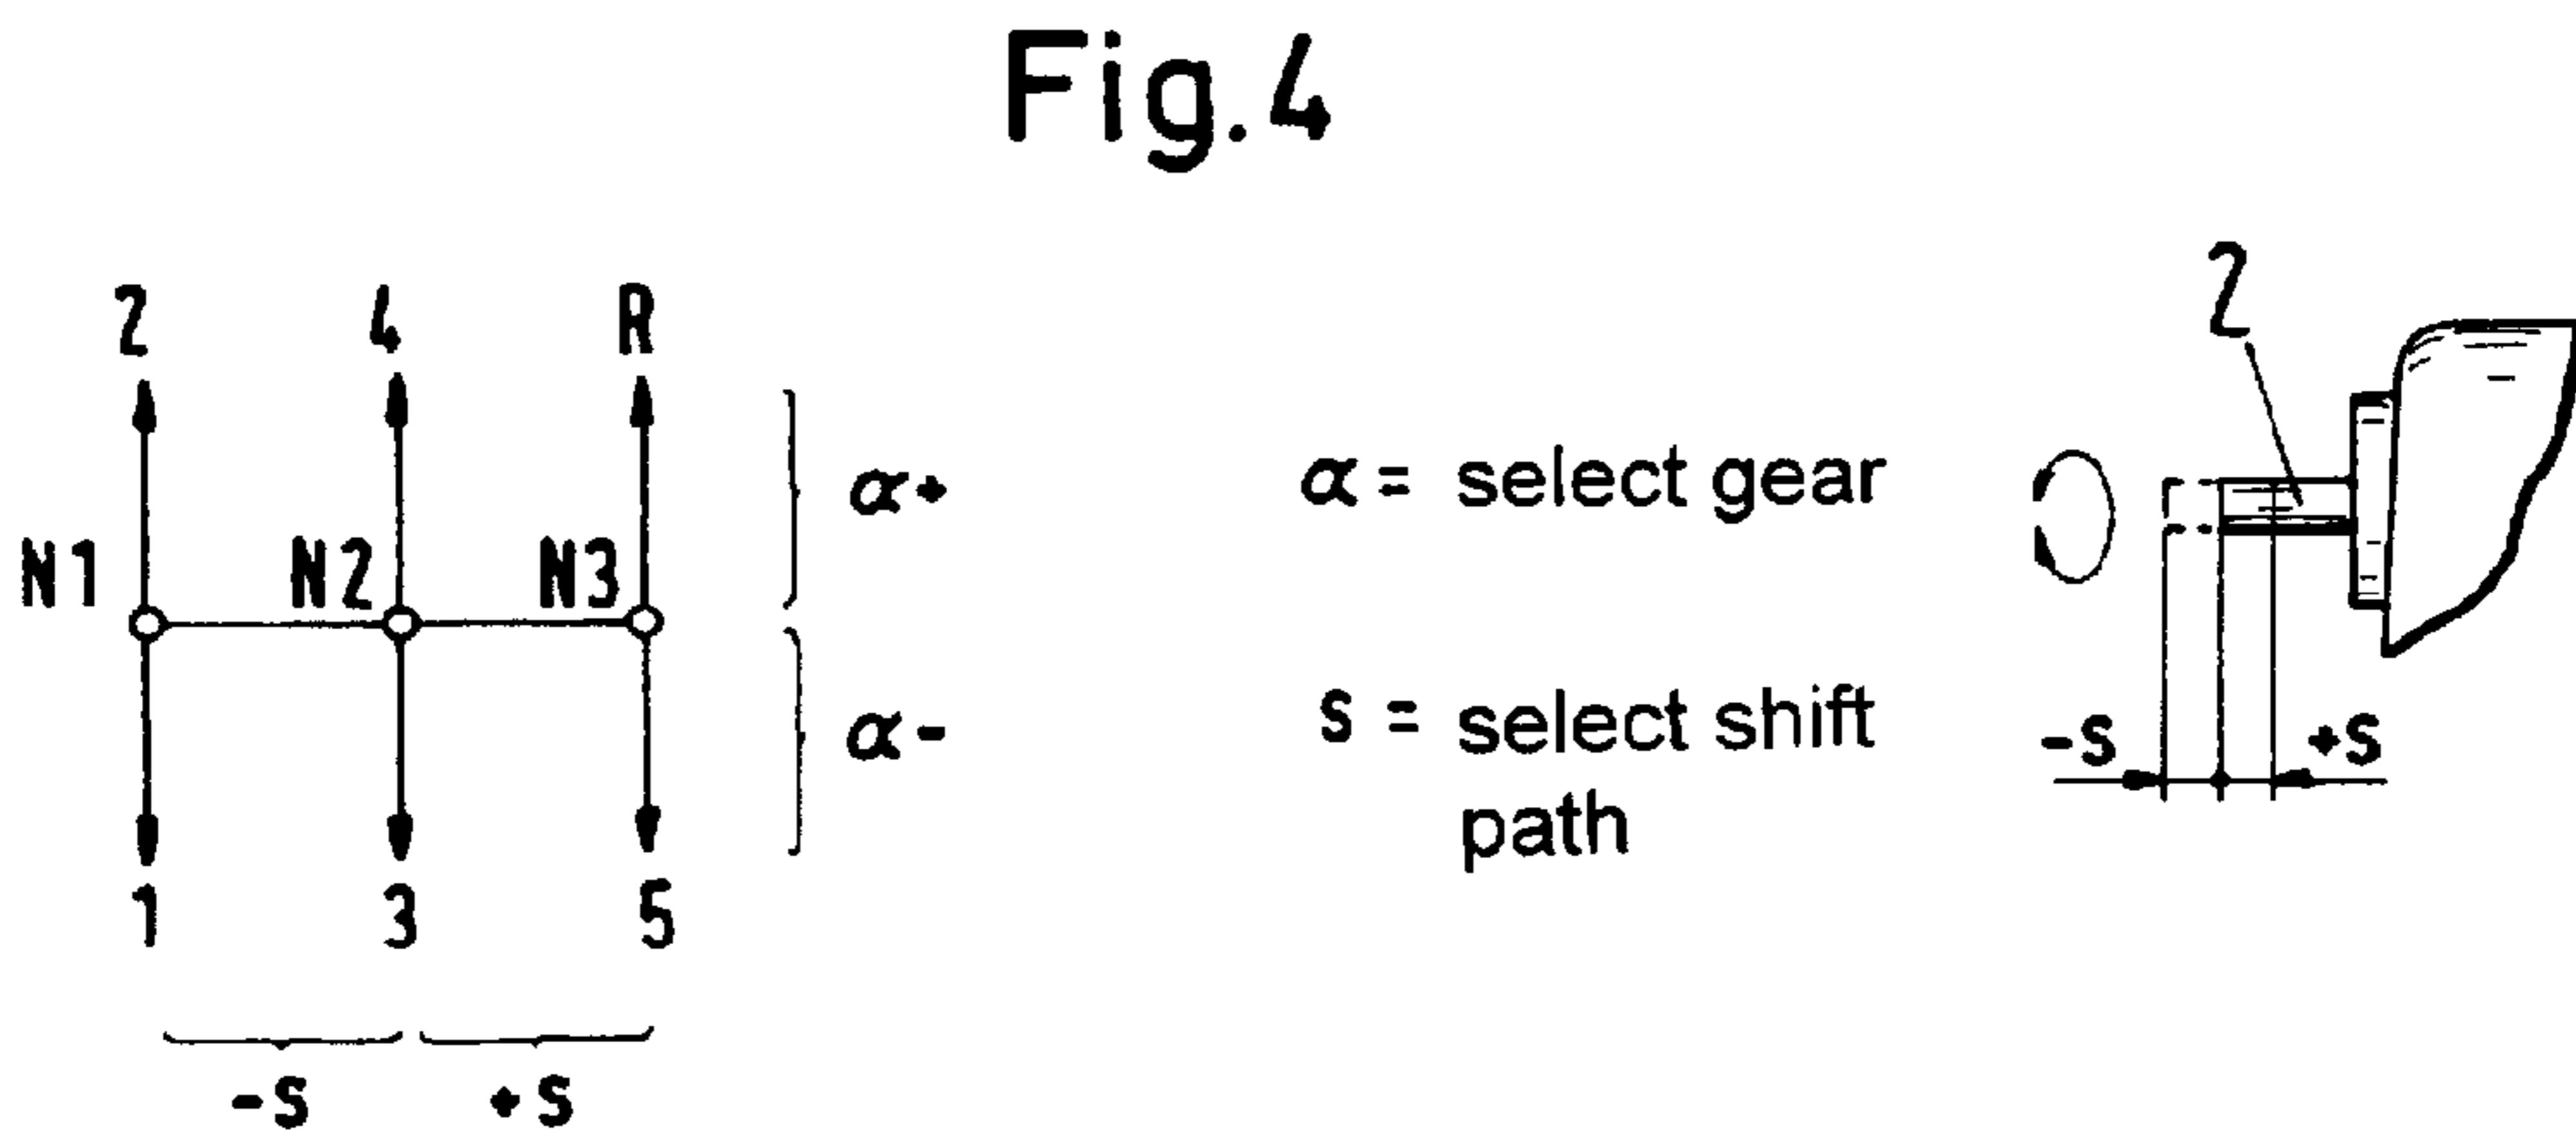 Fig.4
2 4 R
2
α+
α = select gear
N1 N2 N3
α-
s = select shift
path
-s +s
1 3 5
-s +s